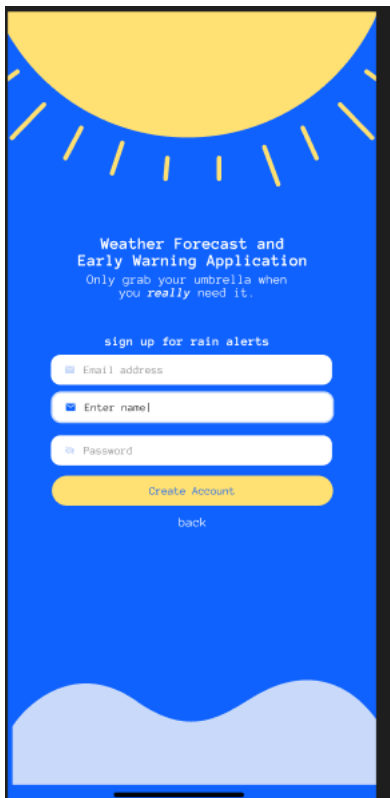 Weather Forecast and
Early Warning Application
Only grab your umbrella when
you really need it.
sign up for rain alerts
Email address
Enter name
Password
Create Account
back